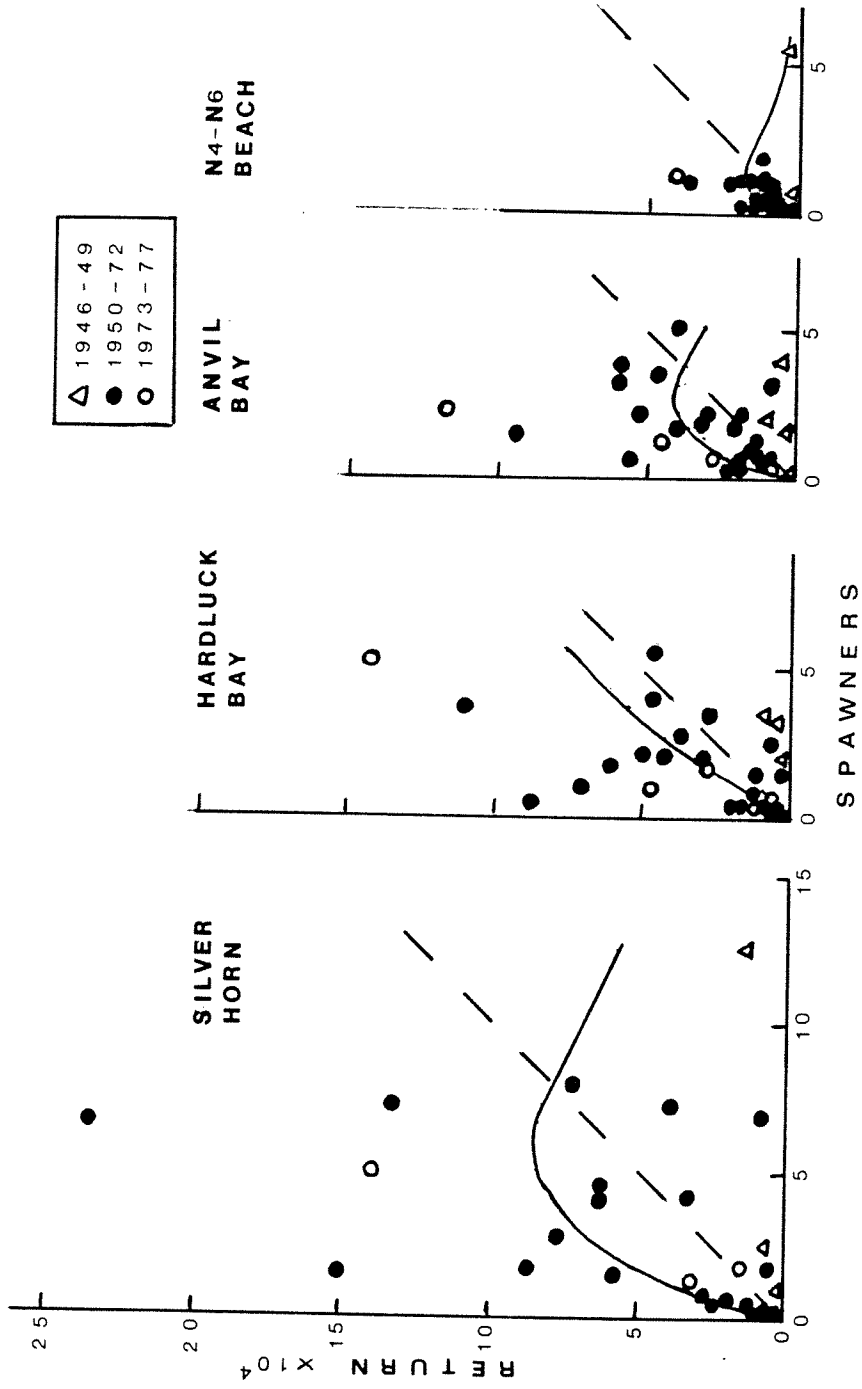 △ 1946-49
● 1950-72
○ 1973-77
SILVER
HORN
HARDLUCK
BAY
ANVIL
BAY
N4-N6
BEACH
RETURN ×10⁴
25
20
15
10
5
0
0 5 10 15
0 5
0 5
0 5
SPAWNERS